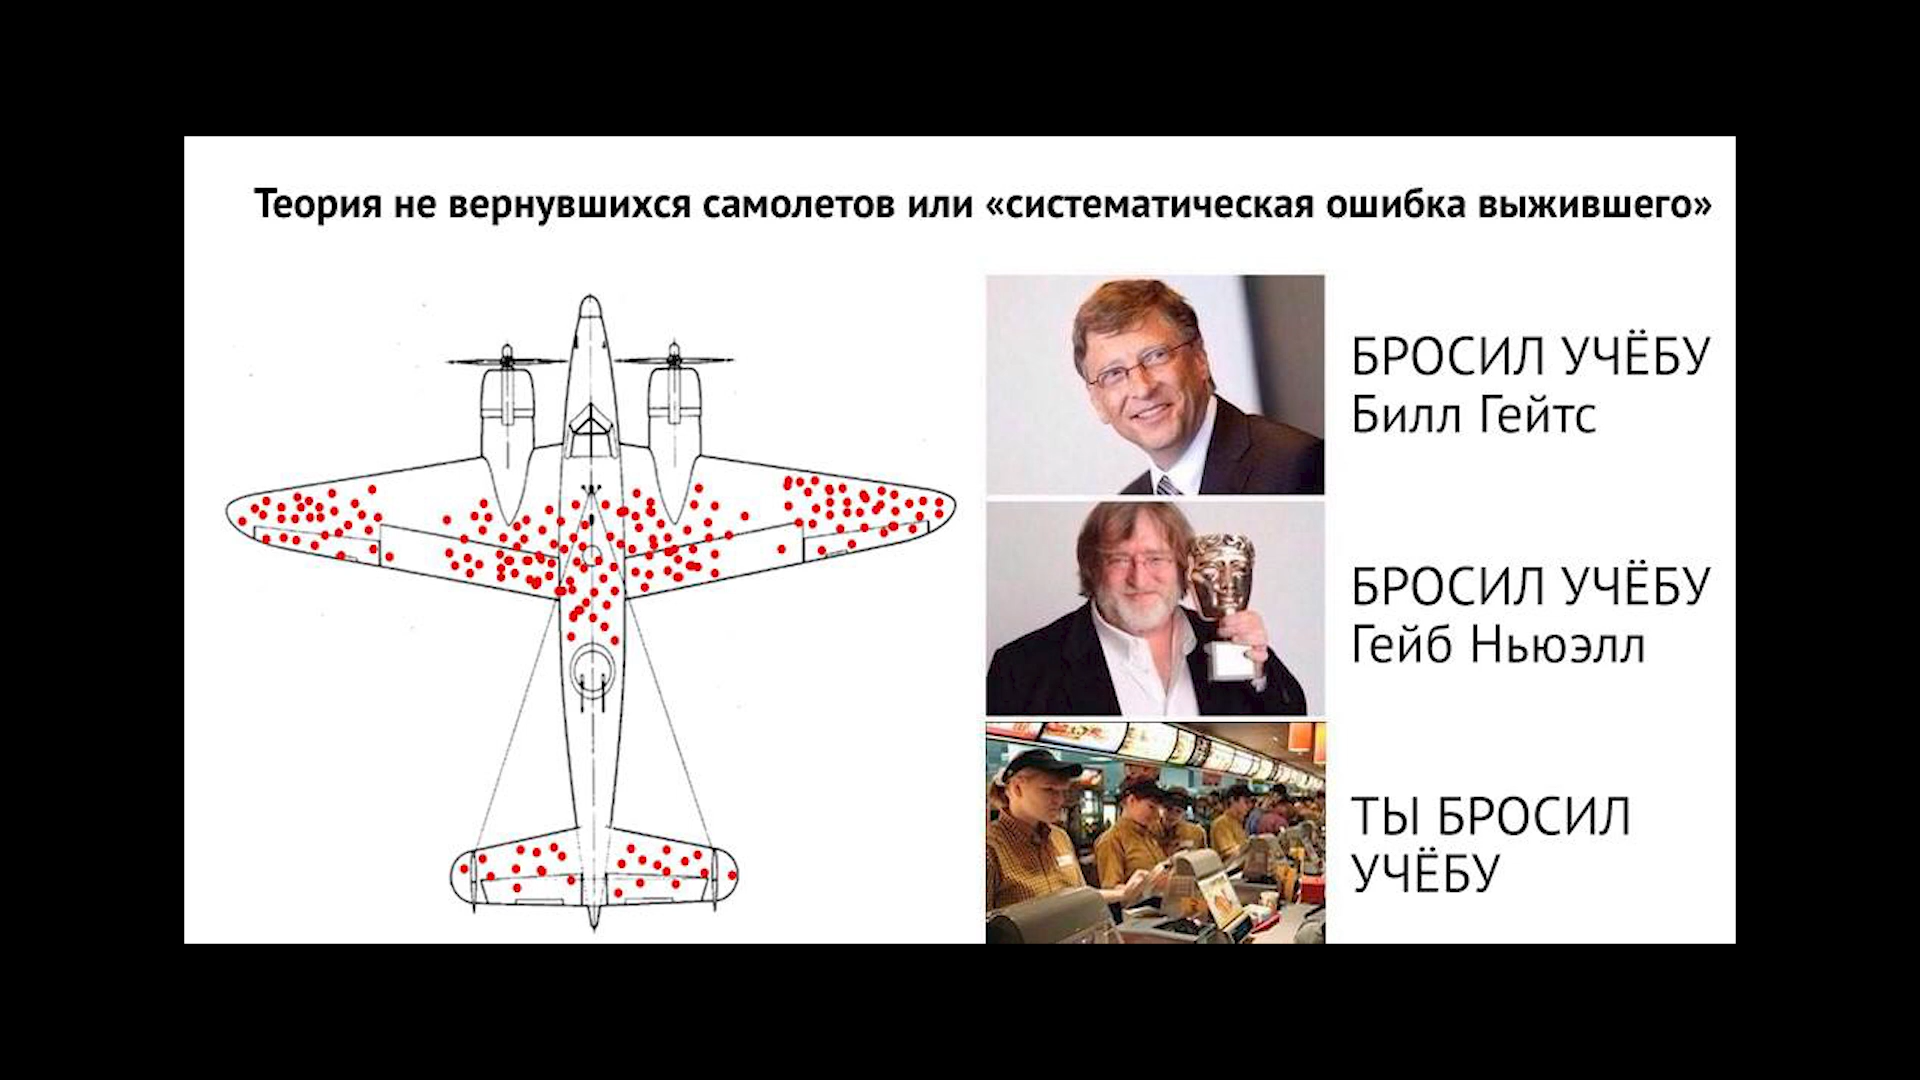 Теория не вернувшихся самолетов или «систематическая ошибка выжившего»
БРОСИЛ УЧЁБУ
Билл Гейтс
БРОСИЛ УЧЁБУ
Гейб Ньюэлл
ТЫ БРОСИЛ
УЧЁБУ